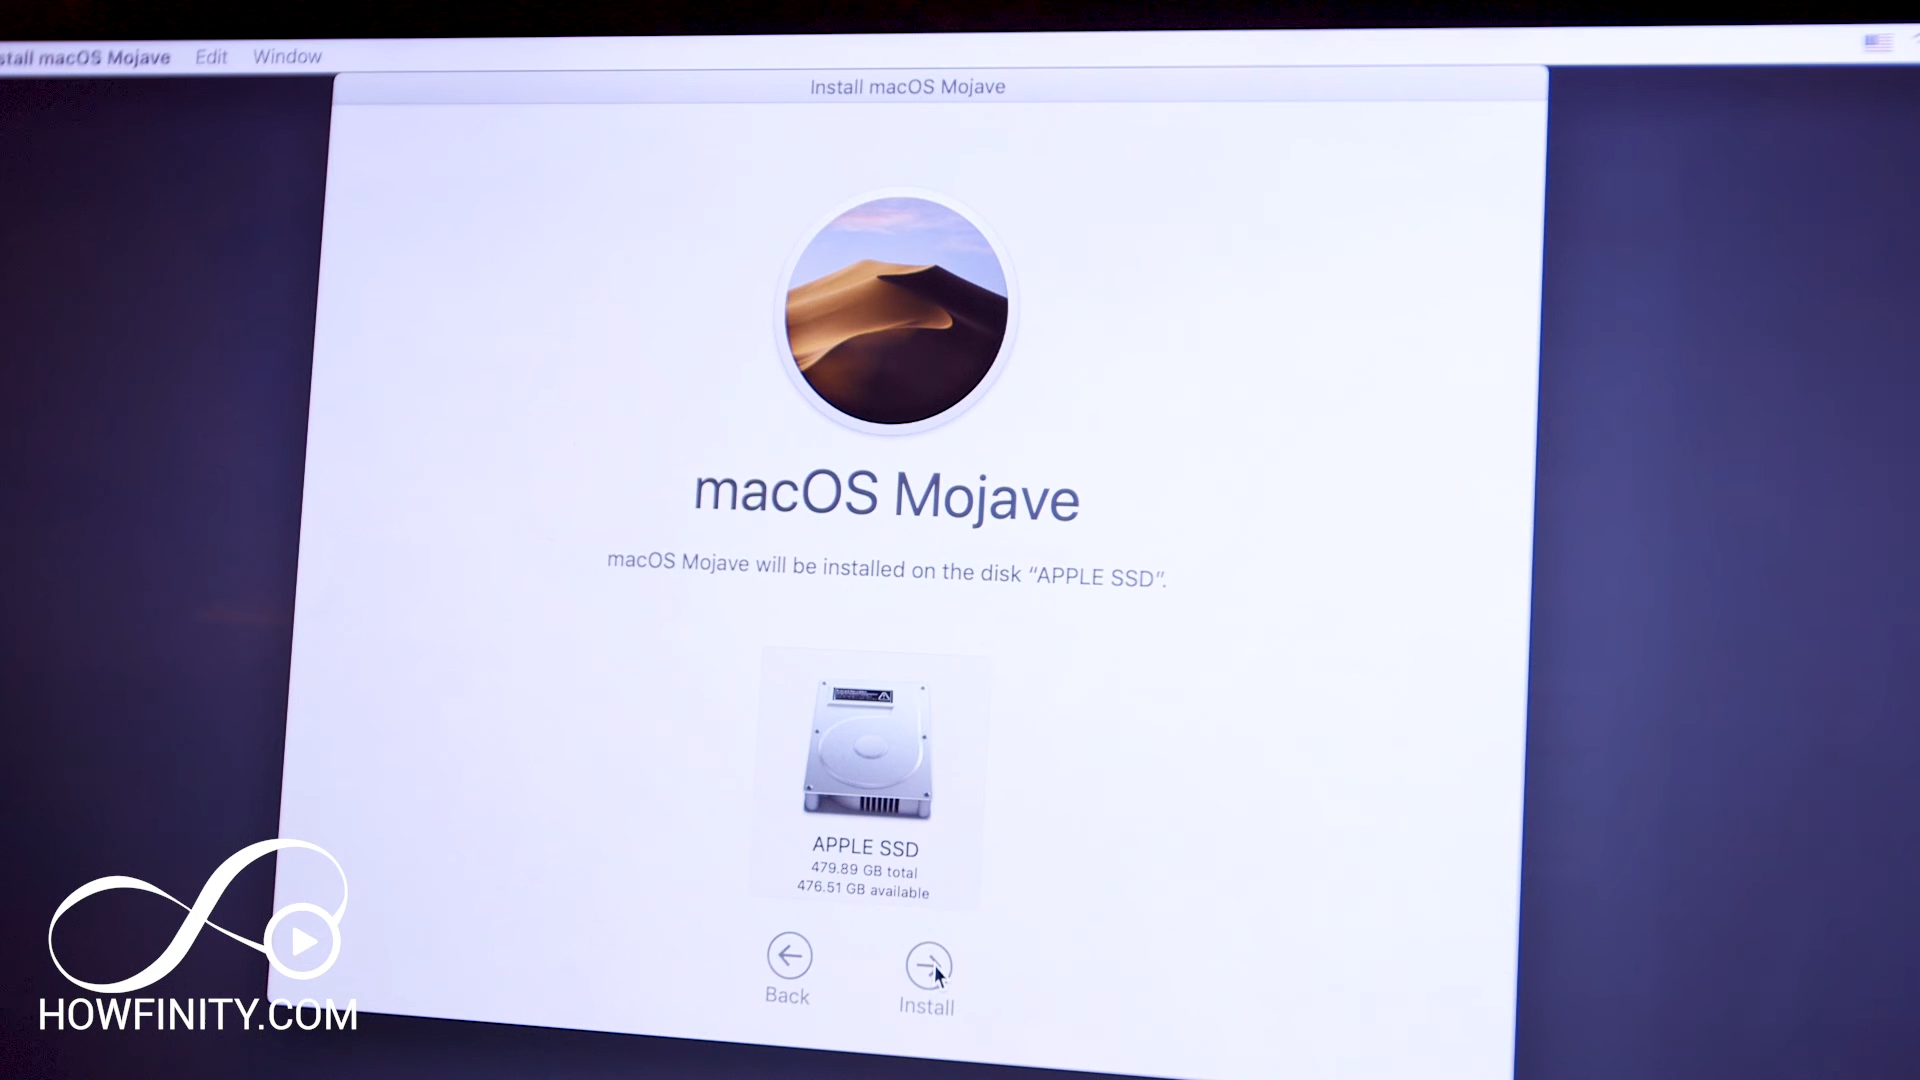 stall macOS Mojave Edit Window
Install macOS Mojave
macOS Mojave
macOS Mojave will be installed on the disk “APPLE SSD”.
APPLE SSD
479.89 GB total
476.51 GB available
Back
Install
HOWFINITY.COM